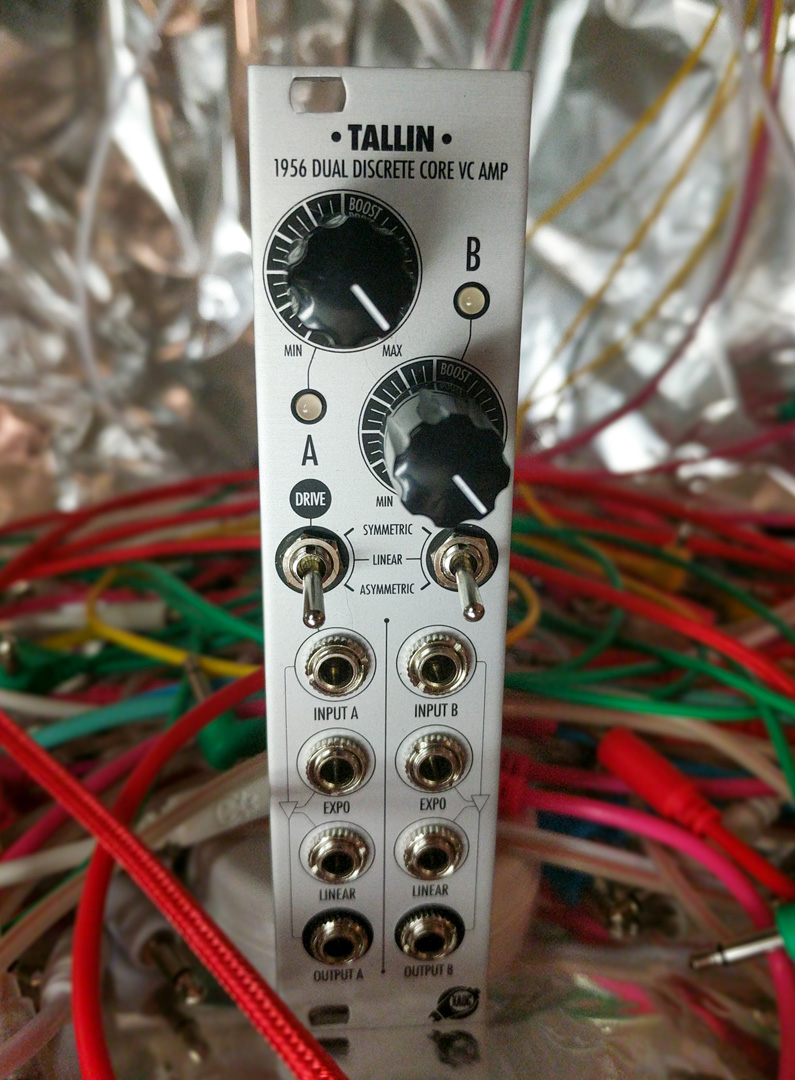 • TALLIN •
1956 DUAL DISCRETE CORE VC AMP
BOOST
B
MIN
MAX
BOOST
A
MIN
DRIVE
SYMMETRIC
LINEAR
ASYMMETRIC
INPUT A
INPUT B
EXPO
EXPO
LINEAR
LINEAR
OUTPUT A
OUTPUT B
XAOC